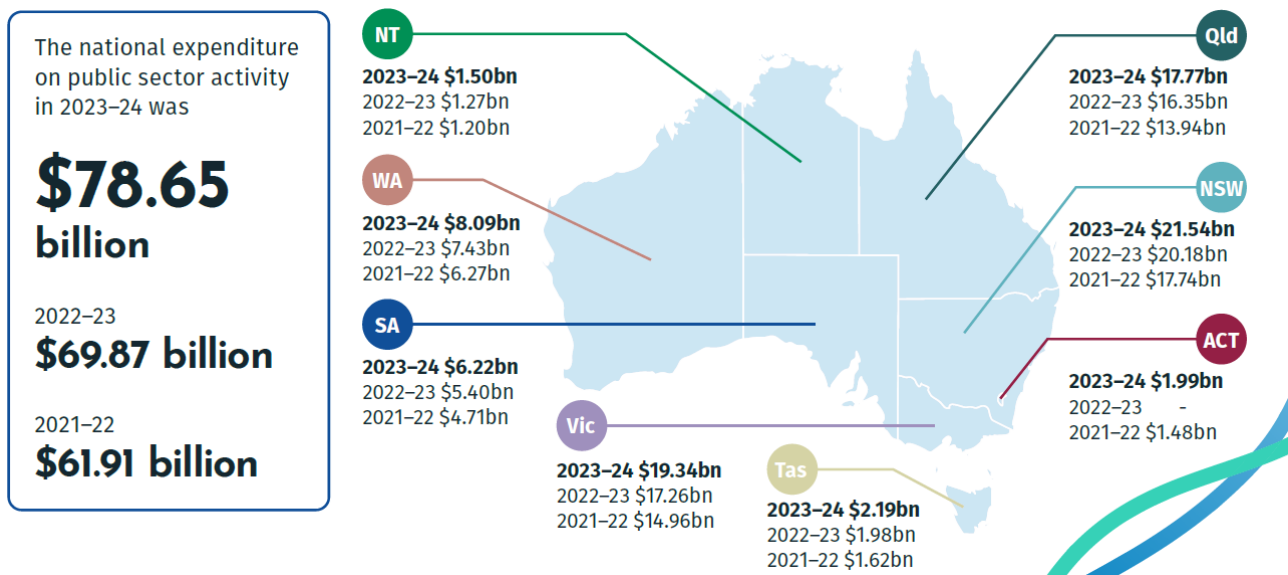 The national expenditure
on public sector activity
in 2023–24 was
$78.65
billion
2022–23
$69.87 billion
2021–22
$61.91 billion
NT
2023–24 $1.50bn
2022–23 $1.27bn
2021–22 $1.20bn
WA
2023–24 $8.09bn
2022–23 $7.43bn
2021–22 $6.27bn
SA
2023–24 $6.22bn
2022–23 $5.40bn
2021–22 $4.71bn
Vic
2023–24 $19.34bn
2022–23 $17.26bn
2021–22 $14.96bn
Tas
2023–24 $2.19bn
2022–23 $1.98bn
2021–22 $1.62bn
Qld
2023–24 $17.77bn
2022–23 $16.35bn
2021–22 $13.94bn
NSW
2023–24 $21.54bn
2022–23 $20.18bn
2021–22 $17.74bn
ACT
2023–24 $1.99bn
2022–23 -
2021–22 $1.48bn